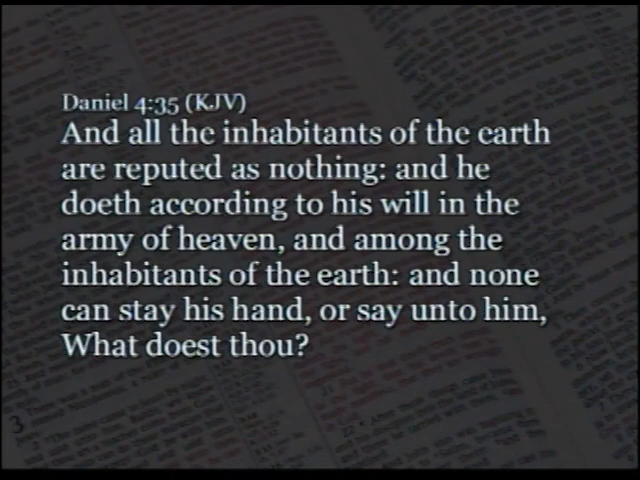 Daniel 4:35 (KJV)
And all the inhabitants of the earth
are reputed as nothing: and he
doeth according to his will in the
army of heaven, and among the
inhabitants of the earth: and none
can stay his hand, or say unto him,
What doest thou?
3